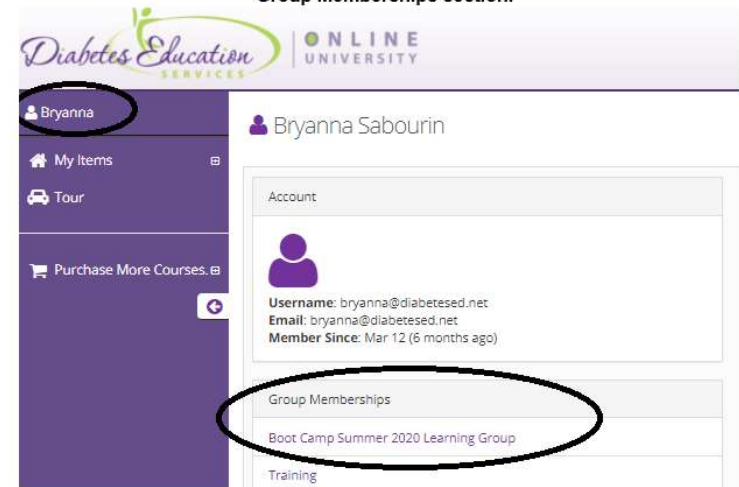 Group Memberships section.
Diabetes Education
SERVICES
ONLINE
UNIVERSITY
Bryanna
My Items
Tour
Purchase More Courses.
Bryanna Sabourin
Account
Username: bryanna@diabetesed.net
Email: bryanna@diabetesed.net
Member Since: Mar 12 (6 months ago)
Group Memberships
Boot Camp Summer 2020 Learning Group
Training